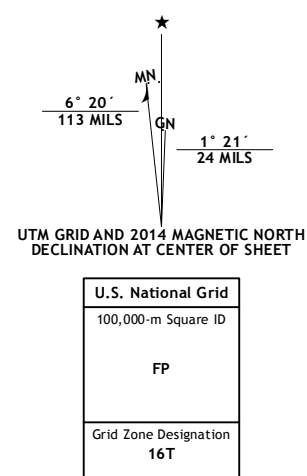 ★
MN
6° 20´
113 MILS
GN
1° 21´
24 MILS
UTM GRID AND 2014 MAGNETIC NORTH
DECLINATION AT CENTER OF SHEET
U.S. National Grid
100,000-m Square ID
FP
Grid Zone Designation
16T